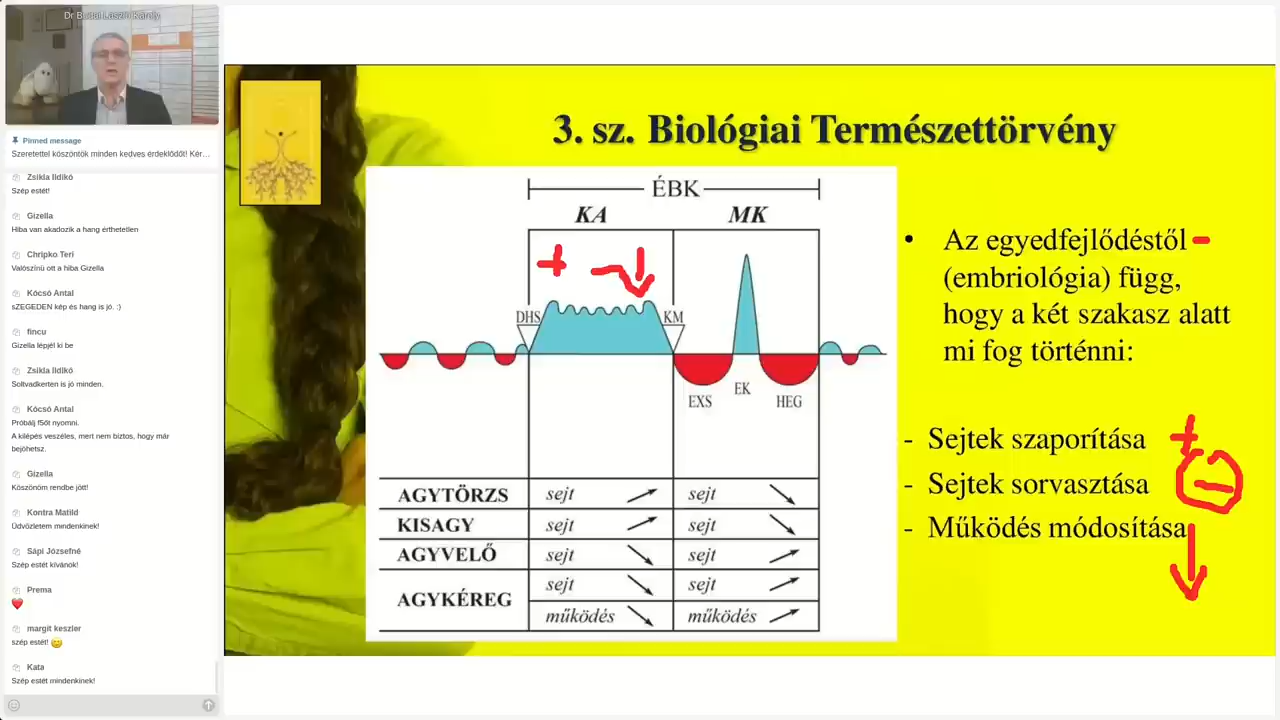 Pinned message
Szeretettel köszöntök minden kedves érdeklődőt! Kér…
Zsikla Ildikó
Szép estét!
Gizella
Hiba van akadozik a hang érthetetlen
Chripko Teri
Valószínű ott a hiba Gizella
Kócsó Antal
sZEGEDEN kép és hang is jó. :)
fincu
Gizella lépjél ki be
Zsikla Ildikó
Soltvadkerten is jó minden.
Kócsó Antal
Próbálj f5öt nyomni.
A kilépés veszéles, mert nem biztos, hogy már
bejöhetsz.
Gizella
Köszönöm rendbe jött!
Kontra Matild
Üdvözletem mindenkinek!
Sápi Józsefné
Szép estét kívánok!
Prema
margit keszler
szép estét!
Kata
Szép estét mindenkinek!
3. sz. Biológiai Természettörvény
ÉBK
KA MK
+
DHS KM
EXS EK HEG
AGYTÖRZS sejt sejt
KISAGY sejt sejt
AGYVELŐ sejt sejt
AGYKÉREG sejt sejt
működés működés
• Az egyedfejlődéstől -
(embriológia) függ,
hogy a két szakasz alatt
mi fog történni:
- Sejtek szaporítása +
- Sejtek sorvasztása -
- Működés módosítása